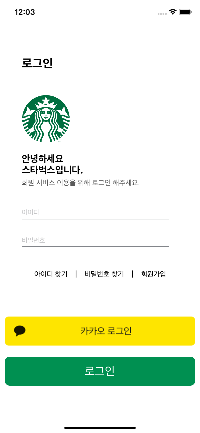 12:03
로그인
안녕하세요
스타벅스입니다.
회원 서비스 이용을 위해 로그인 해주세요
아이디
비밀번호
아이디 찾기 | 비밀번호 찾기 | 회원가입
카카오 로그인
로그인